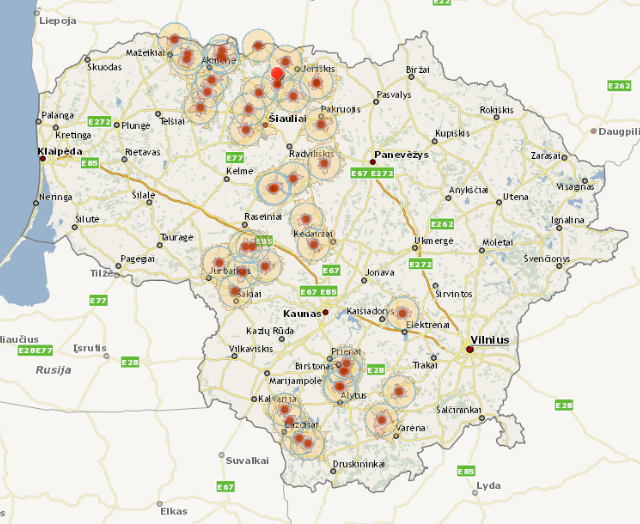 E22
Liepoja
Mažeikiai
Akmenė
Joniškis
Skuodas
Biržai
E262
Pasvalys
Palanga
E272
Plungė
Telšiai
Šiauliai
Pakruojis
Rokiškis
Kretinga
Daugpilis
Klaipėda
E85
Rietavas
E77
Radviliškis
Kupiškis
Panevėžys
Zarasai
Kelmė
E67 E272
Visaginas
Neringa
Šilalė
Anykščiai
Utena
Raseiniai
E262
Ignalina
Šilutė
Tauragė
E85
Kėdainiai
Ukmergė
Molėtai
Pagėgiai
Švenčionys
Tilžė
Jurbarkas
E67
E272
Jonava
Šakiai
E67 E85
Širvintos
E77
Kaunas
Kaišiadorys
Elektrėnai
Kazlų Rūda
E28E77
Įsrutis
Vilnius
Vilkaviškis
Prienai
E28
Birštonas
E28
Trakai
Rusija
Marijampolė
Kalvarija
Alytus
E28
Šalčininkai
Lazdijai
Varėna
Suvalkai
Druskininkai
E85
E67
Lyda
Elkas